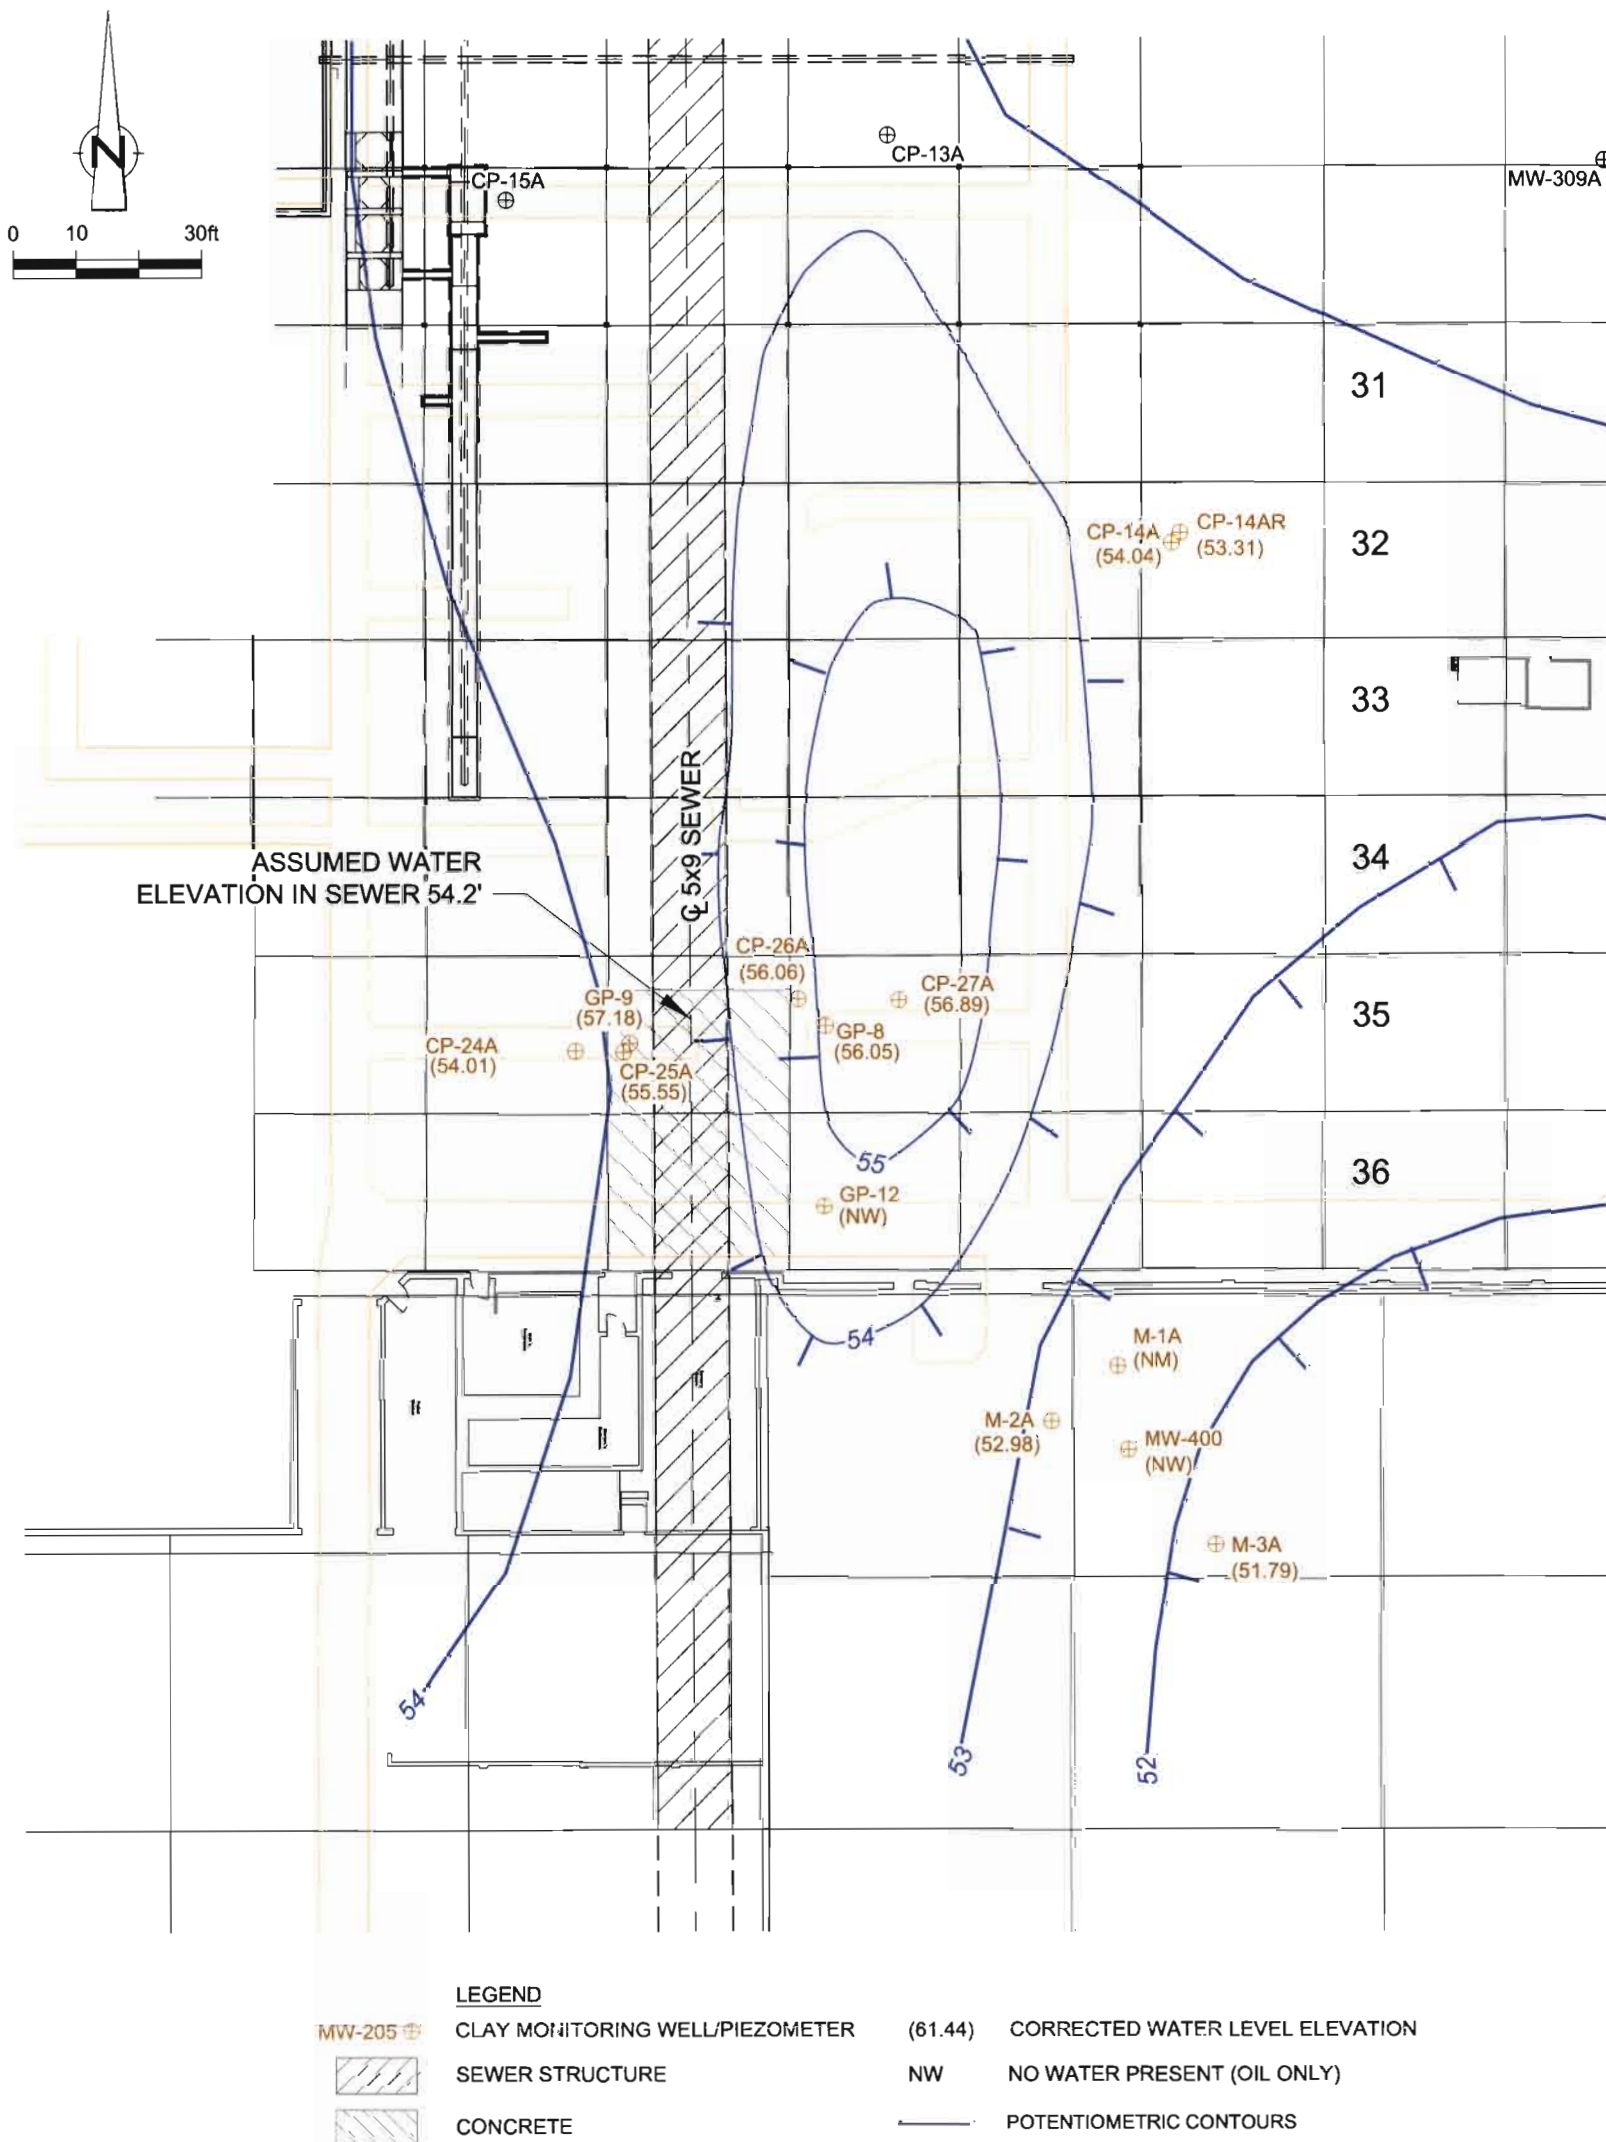 N
0 10 30ft
CP-13A
MW-309A
CP-15A
31
CP-14A
(54.04)
CP-14AR
(53.31)
32
33
℄ 5x9 SEWER
34
ASSUMED WATER
ELEVATION IN SEWER 54.2'
CP-26A
(56.06)
CP-27A
(56.89)
GP-9
(57.18)
35
GP-8
(56.05)
CP-24A
(54.01)
CP-25A
(55.55)
55
36
GP-12
(NW)
54
M-1A
(NM)
M-2A
(52.98)
MW-400
(NW)
M-3A
(51.79)
54
53
52
LEGEND
MW-205 CLAY MONITORING WELL/PIEZOMETER
(61.44) CORRECTED WATER LEVEL ELEVATION
SEWER STRUCTURE
NW NO WATER PRESENT (OIL ONLY)
CONCRETE
POTENTIOMETRIC CONTOURS